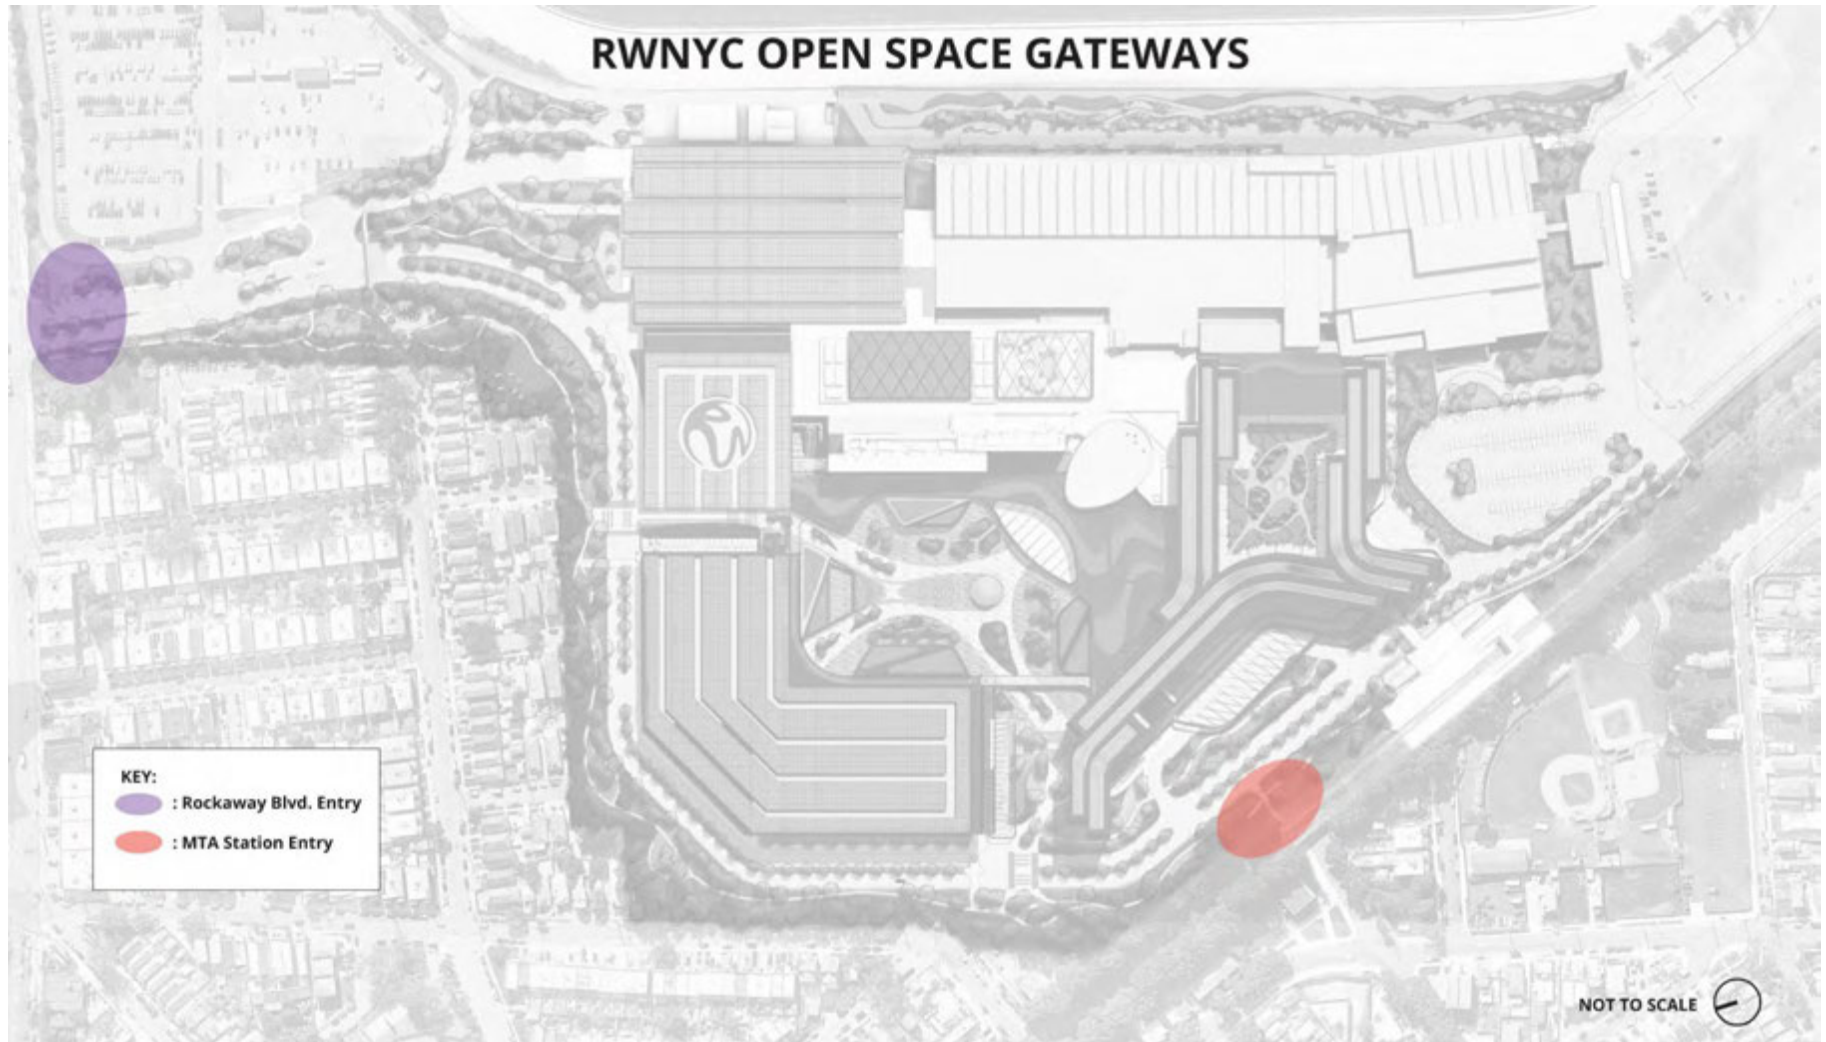 RWNYC OPEN SPACE GATEWAYS
KEY:
: Rockaway Blvd. Entry
: MTA Station Entry
NOT TO SCALE